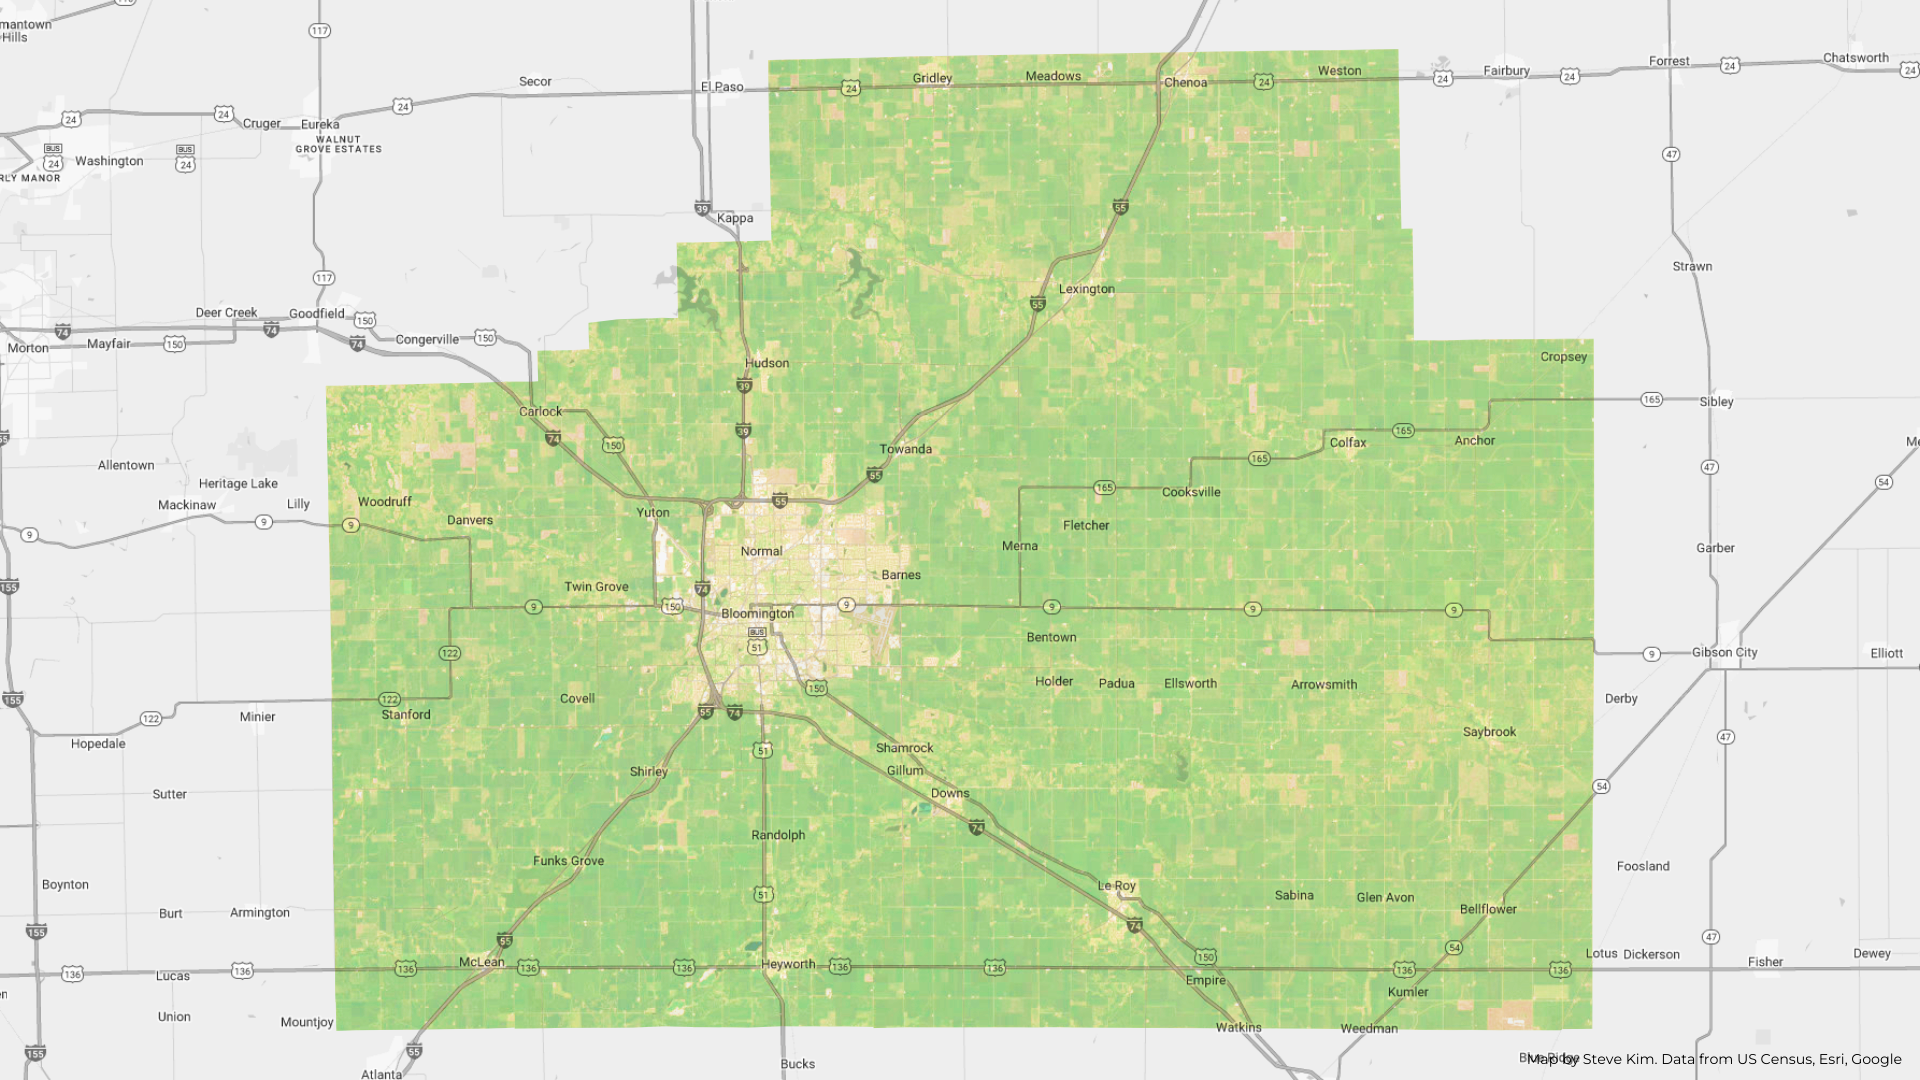 117
mantown
Hills
24
Gridley
Meadows
Weston
Chenoa
24
24
Fairbury
24
Forrest
24
Chatsworth
24
Secor
El Paso
24
24
24
Cruger
Eureka
WALNUT
GROVE ESTATES
BUS
24
BUS
24
Washington
RLY MANOR
47
39
Kappa
55
117
Strawn
Lexington
55
Deer Creek
Goodfield
150
74
74
Morton
Mayfair
150
Congerville
150
74
Hudson
39
Cropsey
165
Sibley
Carlock
74
150
39
165
Colfax
Anchor
Towanda
55
165
47
54
Allentown
Heritage Lake
Mackinaw
Lilly
9
9
Woodruff
9
Danvers
Yuton
55
165
Cooksville
Fletcher
Merna
Normal
Barnes
Garber
155
Twin Grove
74
150
9
Bloomington
9
9
9
9
BUS
51
Bentown
122
9
Gibson City
Elliott
Holder
Padua
Ellsworth
Arrowsmith
Derby
155
122
122
Stanford
Minier
Covell
150
55
74
Hopedale
Saybrook
47
51
Shamrock
Gillum
Shirley
Downs
54
Sutter
74
Randolph
Funks Grove
Foosland
Boynton
Le Roy
51
Sabina
Glen Avon
Bellflower
Burt
Armington
155
55
74
47
54
150
Lotus
Dickerson
Dewey
Fisher
McLean
Heyworth
136
136
Lucas
136
136
136
136
136
136
136
Empire
Kumler
Union
Mountjoy
Watkins
Weedman
155
55
Bucks
Atlanta
Blue Ridge
Map by Steve Kim. Data from US Census, Esri, Google